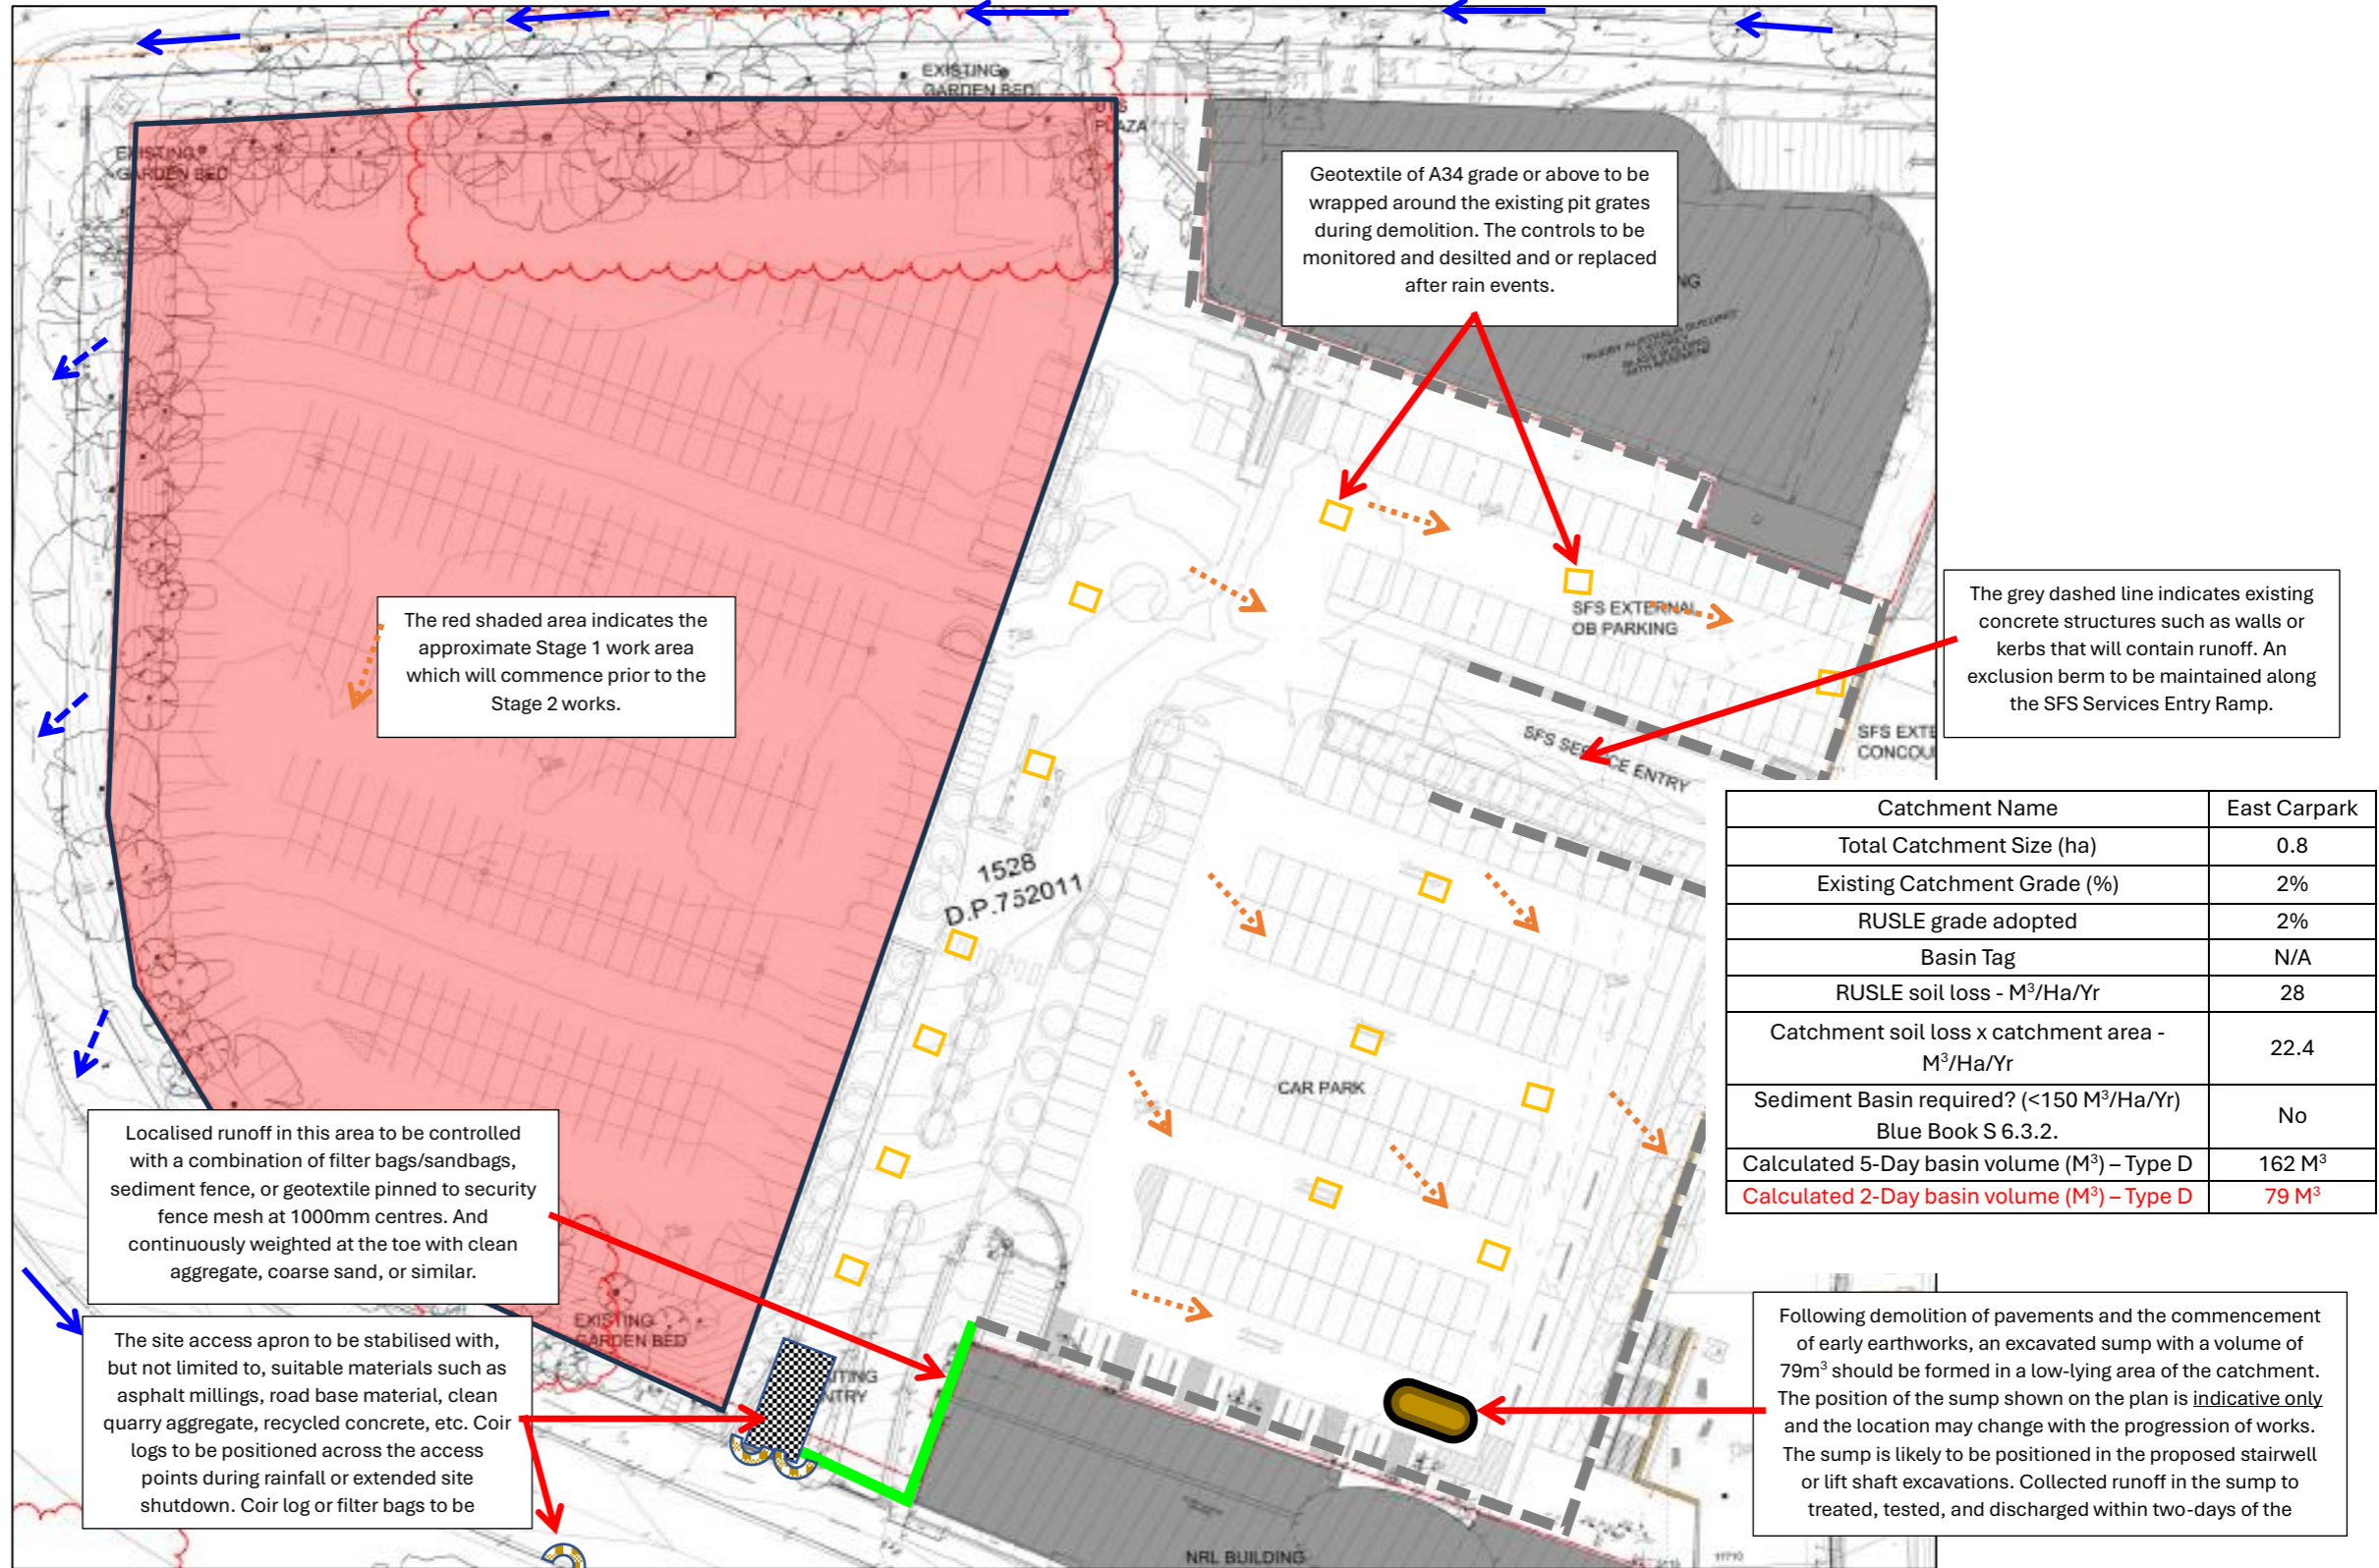 EXISTING
GARDEN BED
PLAZA
EXISTING
GARDEN BED
Geotextile of A34 grade or above to be
wrapped around the existing pit grates
during demolition. The controls to be
monitored and desilted and or replaced
after rain events.
The red shaded area indicates the
approximate Stage 1 work area
which will commence prior to the
Stage 2 works.
SFS EXTERNAL
OB PARKING
The grey dashed line indicates existing
concrete structures such as walls or
kerbs that will contain runoff. An
exclusion berm to be maintained along
the SFS Services Entry Ramp.
SFS EXTE
CONCOU
ENTRY
1528
D.P.752011
Catchment Name East Carpark
Total Catchment Size (ha) 0.8
Existing Catchment Grade (%) 2%
RUSLE grade adopted 2%
Basin Tag N/A
RUSLE soil loss - M³/Ha/Yr 28
Catchment soil loss x catchment area -
M³/Ha/Yr 22.4
Sediment Basin required? (<150 M³/Ha/Yr)
Blue Book S 6.3.2. No
Calculated 5-Day basin volume (M³) – Type D 162 M³
Calculated 2-Day basin volume (M³) – Type D 79 M³
CAR PARK
Localised runoff in this area to be controlled
with a combination of filter bags/sandbags,
sediment fence, or geotextile pinned to security
fence mesh at 1000mm centres. And
continuously weighted at the toe with clean
aggregate, coarse sand, or similar.
EXISTING
GARDEN BED
The site access apron to be stabilised with,
but not limited to, suitable materials such as
asphalt millings, road base material, clean
quarry aggregate, recycled concrete, etc. Coir
logs to be positioned across the access
points during rainfall or extended site
shutdown. Coir log or filter bags to be
ITING
NTRY
Following demolition of pavements and the commencement
of early earthworks, an excavated sump with a volume of
79m³ should be formed in a low-lying area of the catchment.
The position of the sump shown on the plan is indicative only
and the location may change with the progression of works.
The sump is likely to be positioned in the proposed stairwell
or lift shaft excavations. Collected runoff in the sump to
treated, tested, and discharged within two-days of the
NRL BUILDING